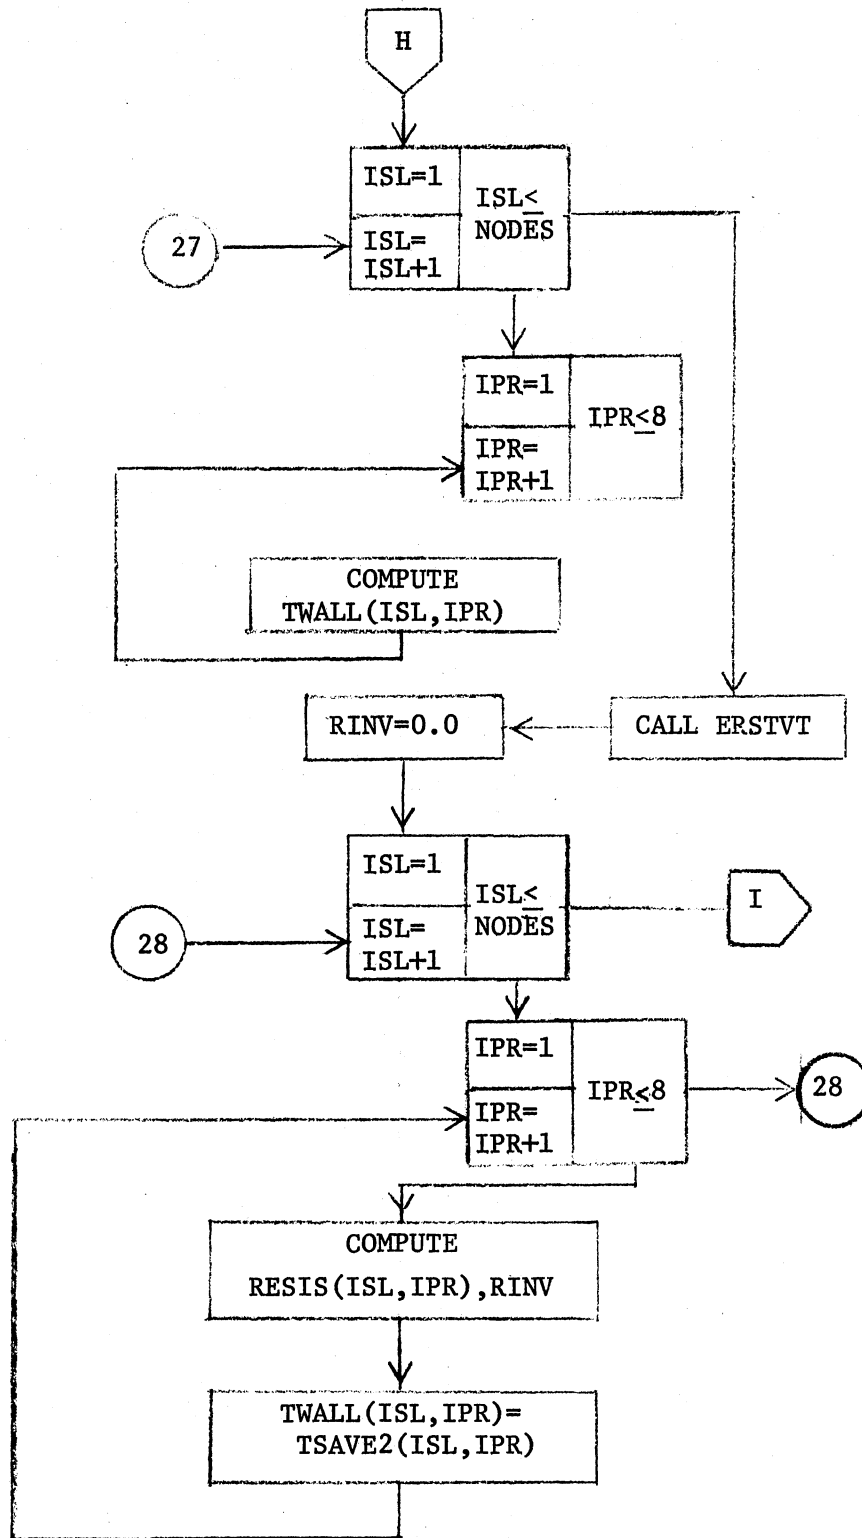 H
ISL=1
ISL≤
NODES
27
ISL=
ISL+1
IPR=1
IPR≤8
IPR=
IPR+1
COMPUTE
TWALL(ISL,IPR)
RINV=0.0
CALL ERSTVT
ISL=1
ISL≤
NODES
I
28
ISL=
ISL+1
IPR=1
IPR≤8
28
IPR=
IPR+1
COMPUTE
RESIS(ISL,IPR),RINV
TWALL(ISL,IPR)=
TSAVE2(ISL,IPR)